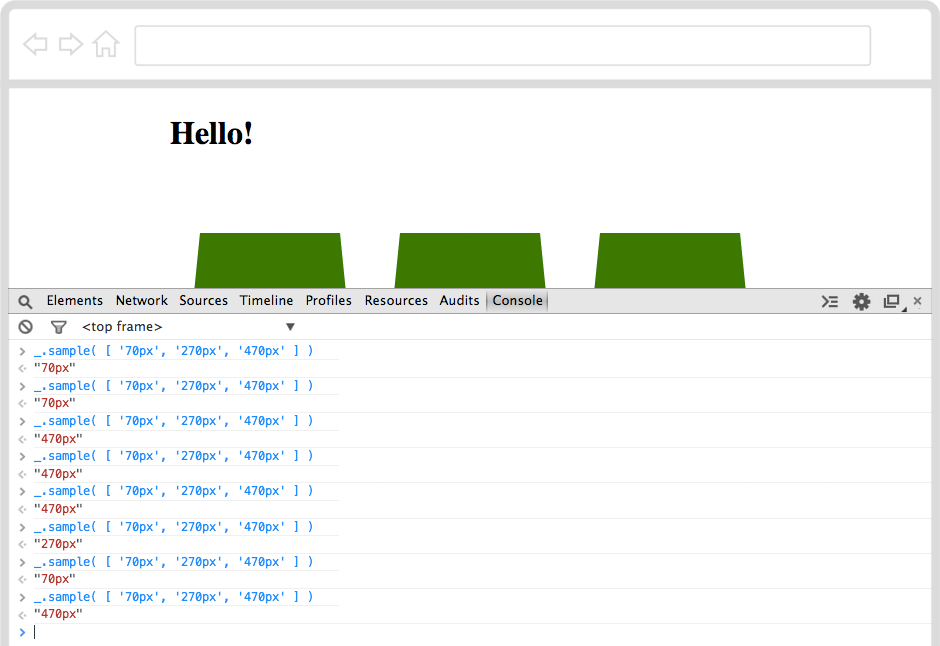 Hello!
Elements Network Sources Timeline Profiles Resources Audits Console
<top frame>
_.sample( [ '70px', '270px', '470px' ] )
"70px"
_.sample( [ '70px', '270px', '470px' ] )
"70px"
_.sample( [ '70px', '270px', '470px' ] )
"470px"
_.sample( [ '70px', '270px', '470px' ] )
"470px"
_.sample( [ '70px', '270px', '470px' ] )
"470px"
_.sample( [ '70px', '270px', '470px' ] )
"270px"
_.sample( [ '70px', '270px', '470px' ] )
"70px"
_.sample( [ '70px', '270px', '470px' ] )
"470px"